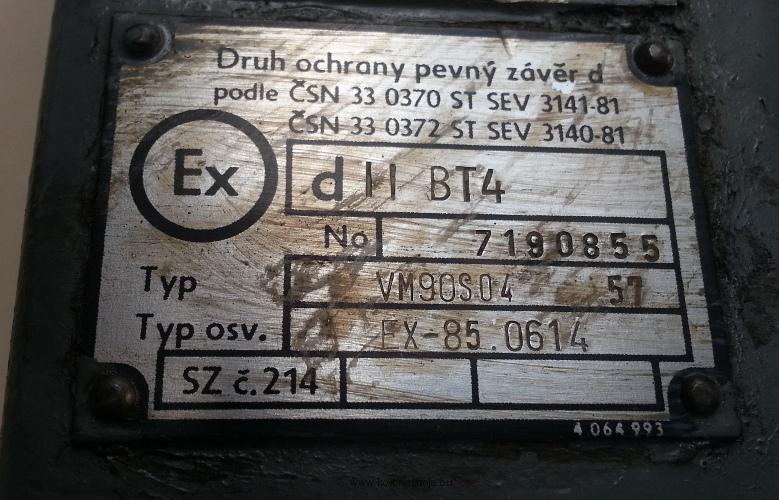 Druh ochrany pevný závěr d
podle ČSN 33 0370 ST SEV 3141-81
ČSN 33 0372 ST SEV 3140-81
Ex
d II BT4
No 7190855
Typ VM90S04 57
Typ osv. EX-85.0614
SZ č.214
4 064 993